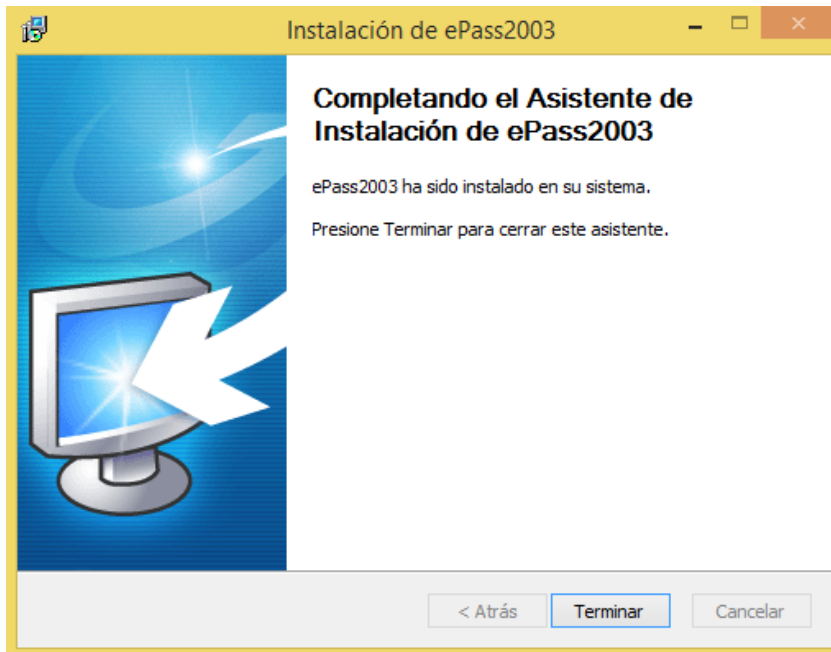 Instalación de ePass2003
Completando el Asistente de
Instalación de ePass2003
ePass2003 ha sido instalado en su sistema.
Presione Terminar para cerrar este asistente.
< Atrás
Terminar
Cancelar